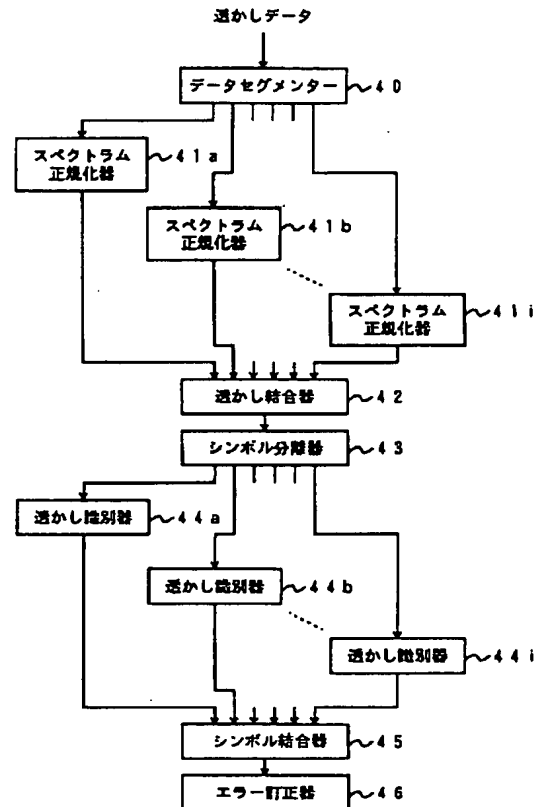 透かしデータ
データセグメンター
40
スペクトラム
正規化器
41a
スペクトラム
正規化器
41b
スペクトラム
正規化器
41i
透かし結合器
42
シンボル分離器
43
透かし識別器
44a
透かし識別器
44b
透かし識別器
44i
シンボル結合器
45
エラー訂正器
46